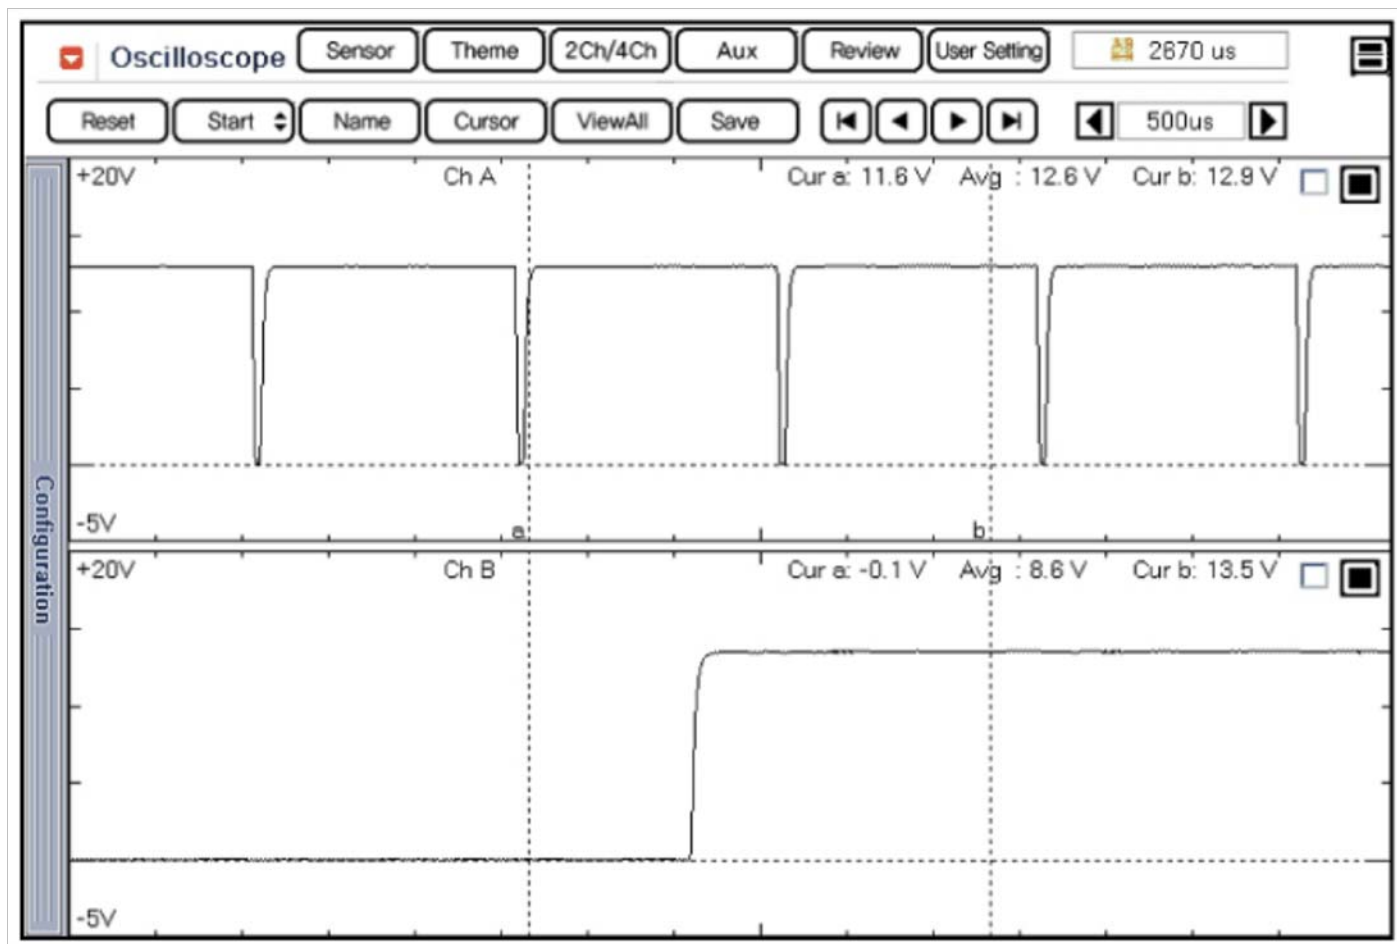 Oscilloscope Sensor Theme 2Ch/4Ch Aux Review User Setting 2670 us
Reset Start Name Cursor ViewAll Save 500us
+20V Ch A Cur a: 11.6 V Avg : 12.6 V Cur b: 12.9 V
-5V a b
+20V Ch B Cur a: -0.1 V Avg : 8.6 V Cur b: 13.5 V
-5V
Configuration